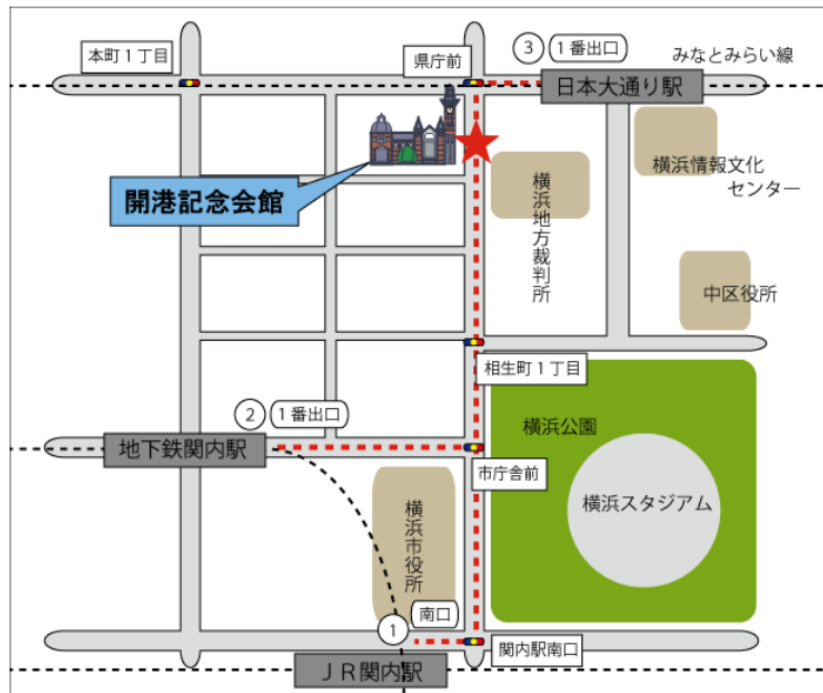 本町1丁目
県庁前
③ 1番出口
みなとみらい線
日本大通り駅
横浜情報文化
センター
開港記念会館
横浜地方裁判所
中区役所
相生町1丁目
② 1番出口
地下鉄関内駅
横浜公園
市庁舎前
横浜スタジアム
横浜市役所
南口
①
関内駅南口
JR関内駅